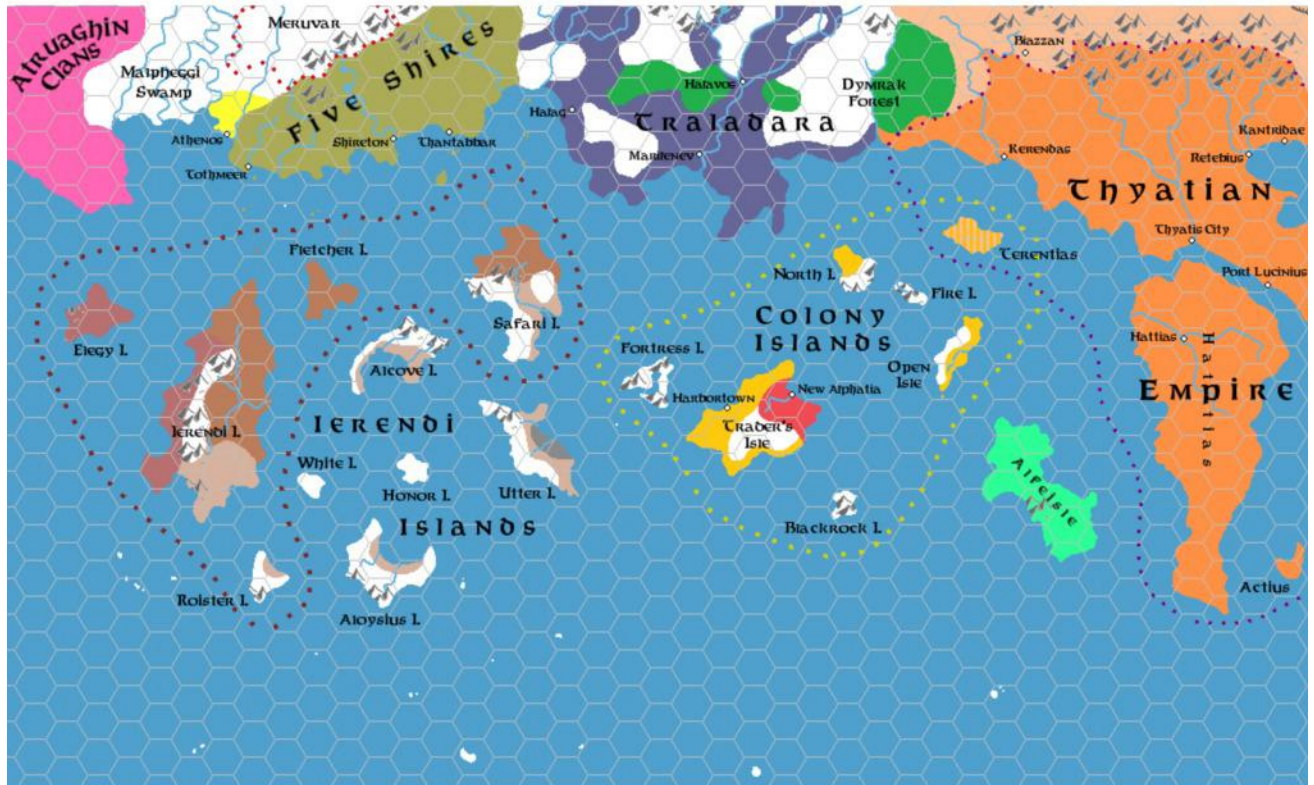 Atruaghin
Clans
Malpheggi
Swamp
Meruvar
Five Shires
Athenos
Tothmeer
Shireton
Thantabbar
Halag
Halavos
Traladara
Marilenev
Dymrak
Forest
Biazzan
Kerendas
Kantridae
Retebius
Thyatian
Thyatis City
Port Lucinius
Hattias
Hattias
Empire
Actius
Fletcher I.
Elegy I.
Safari I.
Alcove I.
Ierendi I.
Ierendi
White I.
Honor I.
Utter I.
Islands
Roister I.
Aloysius I.
North I.
Terentias
Fire I.
Colony
Islands
Fortress I.
Open
Isle
Harbortown
New Alphatia
Trader's
Isle
Blackrock I.
Alfeisle